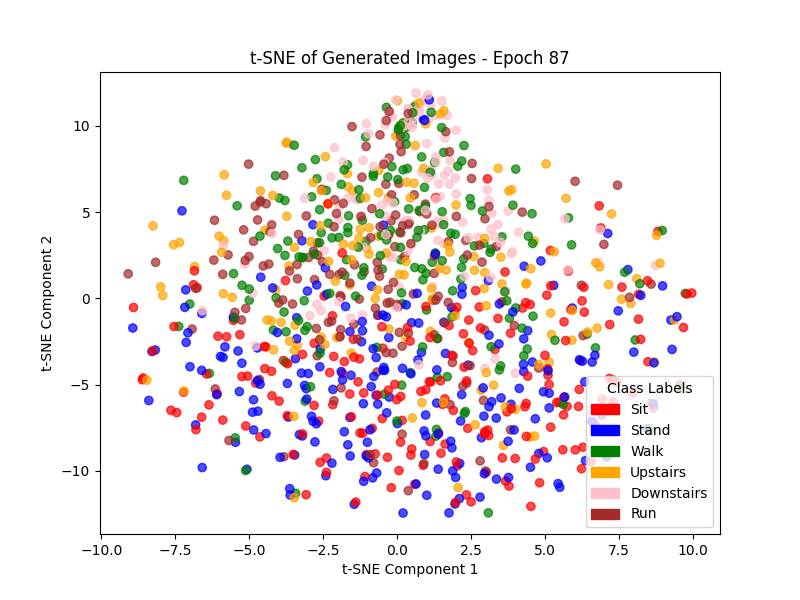 t-SNE of Generated Images - Epoch 87
t-SNE Component 2
10
5
0
−5
−10
Class Labels
Sit
Stand
Walk
Upstairs
Downstairs
Run
−10.0 −7.5 −5.0 −2.5 0.0 2.5 5.0 7.5 10.0
t-SNE Component 1